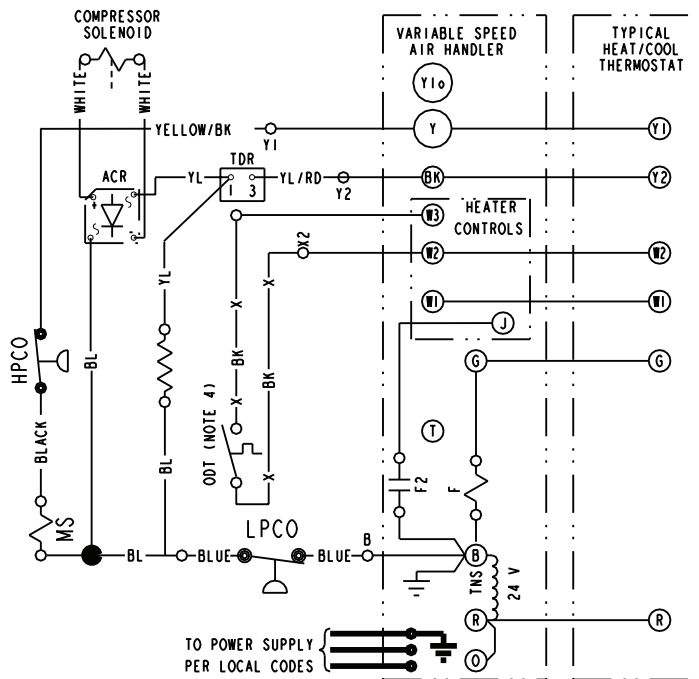 COMPRESSOR
SOLENOID
VARIABLE SPEED
AIR HANDLER
TYPICAL
HEAT/COOL
THERMOSTAT
WHITE
WHITE
Y1o
YELLOW/BK
Y1
Y
Y1
TDR
ACR
YL
1 3
YL/RD
Y2
BK
Y2
+
-
W3
HEATER
CONTROLS
X2
W2
W2
YL
X
X
W1
W1
J
HPCO
BL
BK
BK
G
G
X
X
ODT (NOTE 4)
T
BLACK
BL
F2
F
MS
LPCO
BL
BLUE
BLUE
B
B
TNS
24 V
R
R
TO POWER SUPPLY
PER LOCAL CODES
O